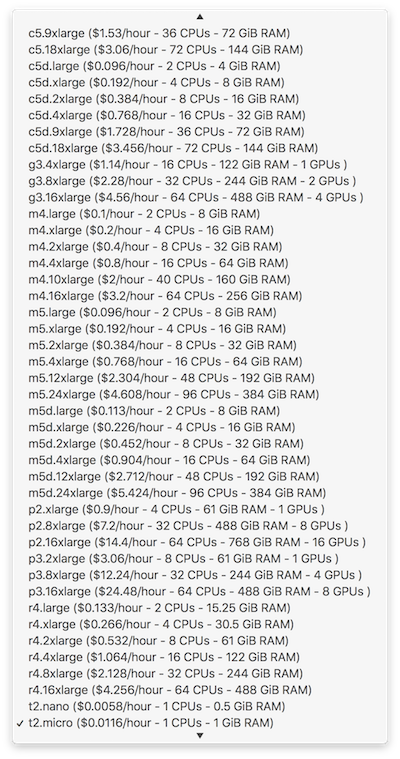 c5.9xlarge ($1.53/hour - 36 CPUs - 72 GiB RAM)
c5.18xlarge ($3.06/hour - 72 CPUs - 144 GiB RAM)
c5d.large ($0.096/hour - 2 CPUs - 4 GiB RAM)
c5d.xlarge ($0.192/hour - 4 CPUs - 8 GiB RAM)
c5d.2xlarge ($0.384/hour - 8 CPUs - 16 GiB RAM)
c5d.4xlarge ($0.768/hour - 16 CPUs - 32 GiB RAM)
c5d.9xlarge ($1.728/hour - 36 CPUs - 72 GiB RAM)
c5d.18xlarge ($3.456/hour - 72 CPUs - 144 GiB RAM)
g3.4xlarge ($1.14/hour - 16 CPUs - 122 GiB RAM - 1 GPUs )
g3.8xlarge ($2.28/hour - 32 CPUs - 244 GiB RAM - 2 GPUs )
g3.16xlarge ($4.56/hour - 64 CPUs - 488 GiB RAM - 4 GPUs )
m4.large ($0.1/hour - 2 CPUs - 8 GiB RAM)
m4.xlarge ($0.2/hour - 4 CPUs - 16 GiB RAM)
m4.2xlarge ($0.4/hour - 8 CPUs - 32 GiB RAM)
m4.4xlarge ($0.8/hour - 16 CPUs - 64 GiB RAM)
m4.10xlarge ($2/hour - 40 CPUs - 160 GiB RAM)
m4.16xlarge ($3.2/hour - 64 CPUs - 256 GiB RAM)
m5.large ($0.096/hour - 2 CPUs - 8 GiB RAM)
m5.xlarge ($0.192/hour - 4 CPUs - 16 GiB RAM)
m5.2xlarge ($0.384/hour - 8 CPUs - 32 GiB RAM)
m5.4xlarge ($0.768/hour - 16 CPUs - 64 GiB RAM)
m5.12xlarge ($2.304/hour - 48 CPUs - 192 GiB RAM)
m5.24xlarge ($4.608/hour - 96 CPUs - 384 GiB RAM)
m5d.large ($0.113/hour - 2 CPUs - 8 GiB RAM)
m5d.xlarge ($0.226/hour - 4 CPUs - 16 GiB RAM)
m5d.2xlarge ($0.452/hour - 8 CPUs - 32 GiB RAM)
m5d.4xlarge ($0.904/hour - 16 CPUs - 64 GiB RAM)
m5d.12xlarge ($2.712/hour - 48 CPUs - 192 GiB RAM)
m5d.24xlarge ($5.424/hour - 96 CPUs - 384 GiB RAM)
p2.xlarge ($0.9/hour - 4 CPUs - 61 GiB RAM - 1 GPUs )
p2.8xlarge ($7.2/hour - 32 CPUs - 488 GiB RAM - 8 GPUs )
p2.16xlarge ($14.4/hour - 64 CPUs - 768 GiB RAM - 16 GPUs )
p3.2xlarge ($3.06/hour - 8 CPUs - 61 GiB RAM - 1 GPUs )
p3.8xlarge ($12.24/hour - 32 CPUs - 244 GiB RAM - 4 GPUs )
p3.16xlarge ($24.48/hour - 64 CPUs - 488 GiB RAM - 8 GPUs )
r4.large ($0.133/hour - 2 CPUs - 15.25 GiB RAM)
r4.xlarge ($0.266/hour - 4 CPUs - 30.5 GiB RAM)
r4.2xlarge ($0.532/hour - 8 CPUs - 61 GiB RAM)
r4.4xlarge ($1.064/hour - 16 CPUs - 122 GiB RAM)
r4.8xlarge ($2.128/hour - 32 CPUs - 244 GiB RAM)
r4.16xlarge ($4.256/hour - 64 CPUs - 488 GiB RAM)
t2.nano ($0.0058/hour - 1 CPUs - 0.5 GiB RAM)
✓ t2.micro ($0.0116/hour - 1 CPUs - 1 GiB RAM)